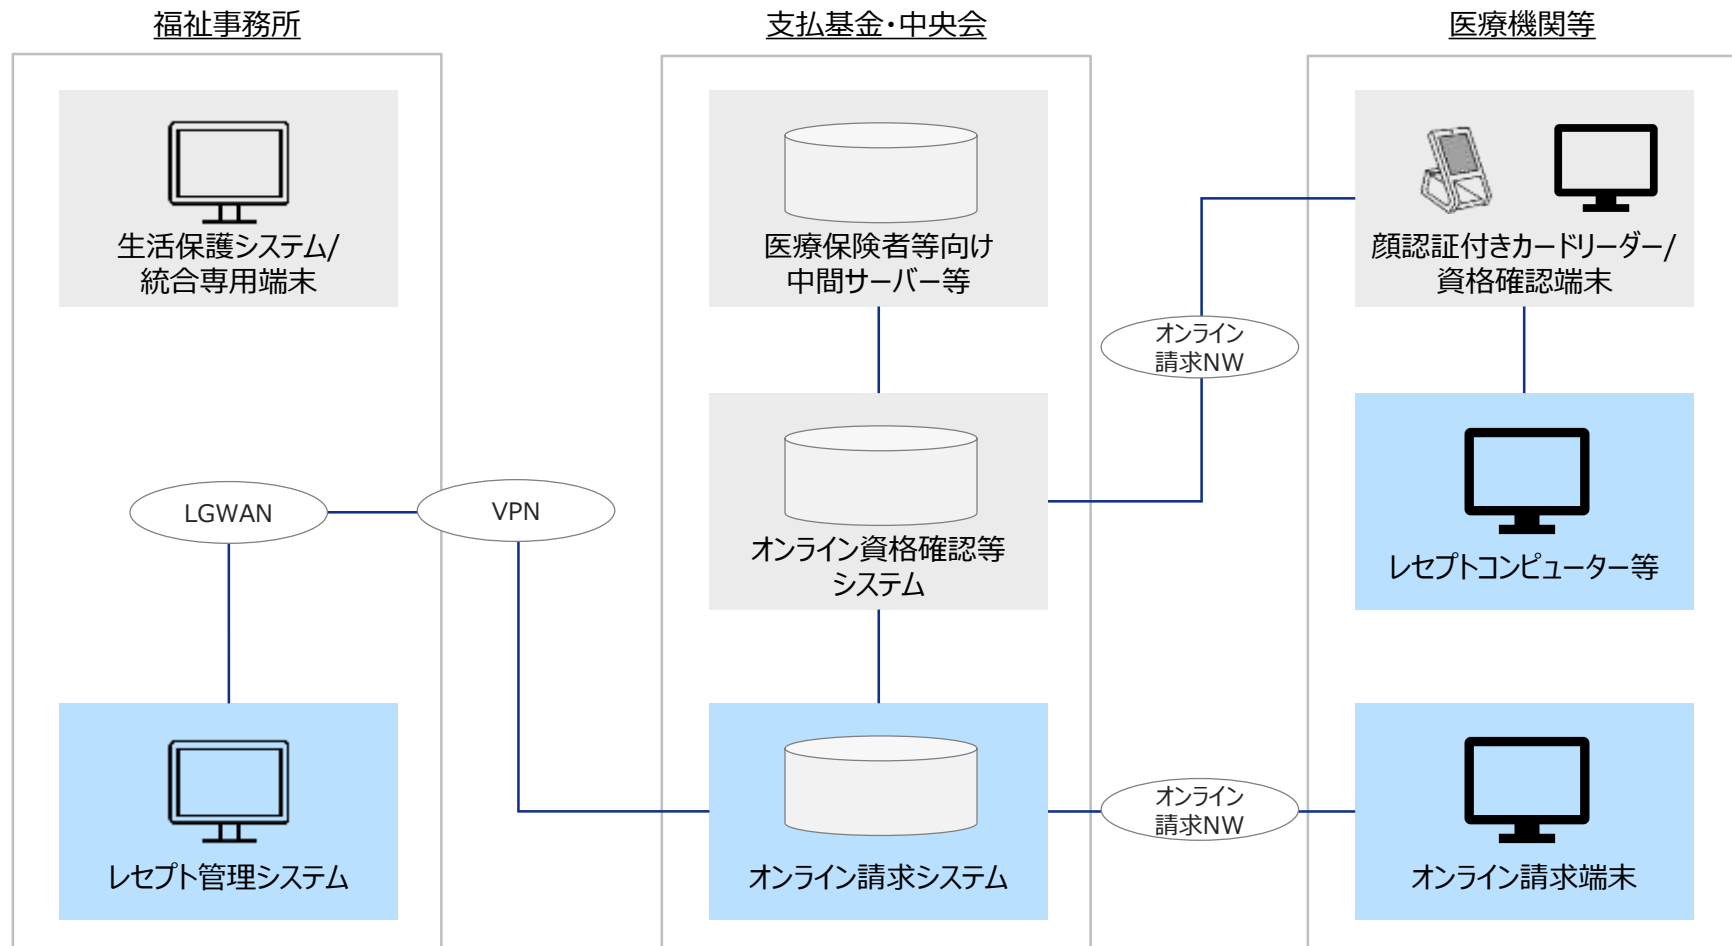 福祉事務所
支払基金・中央会
医療機関等
生活保護システム/
統合専用端末
医療保険者等向け
中間サーバー等
顔認証付きカードリーダー/
資格確認端末
オンライン
請求NW
LGWAN
VPN
オンライン資格確認等
システム
レセプトコンピューター等
レセプト管理システム
オンライン請求システム
オンライン
請求NW
オンライン請求端末